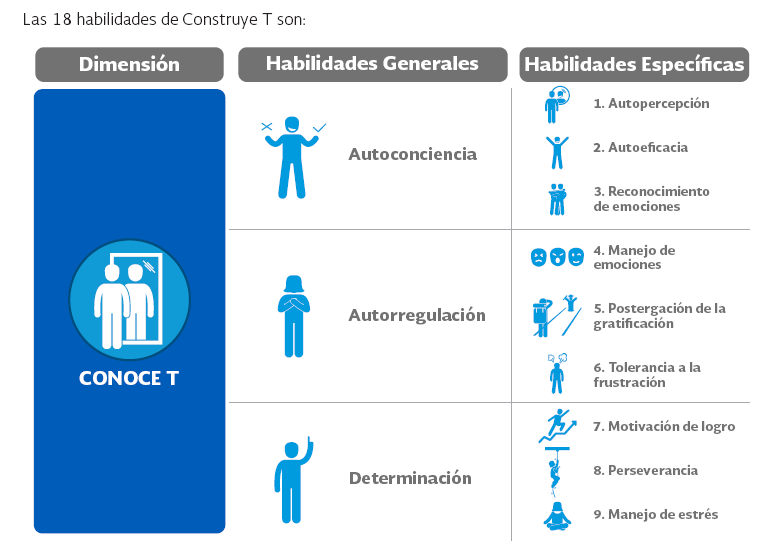 Las 18 habilidades de Construye T son:
Dimensión
Habilidades Generales
Habilidades Específicas
CONOCE T
Autoconciencia
1. Autopercepción
2. Autoeficacia
3. Reconocimiento
de emociones
Autorregulación
4. Manejo de
emociones
5. Postergación de la
gratificación
6. Tolerancia a la
frustración
Determinación
7. Motivación de logro
8. Perseverancia
9. Manejo de estrés